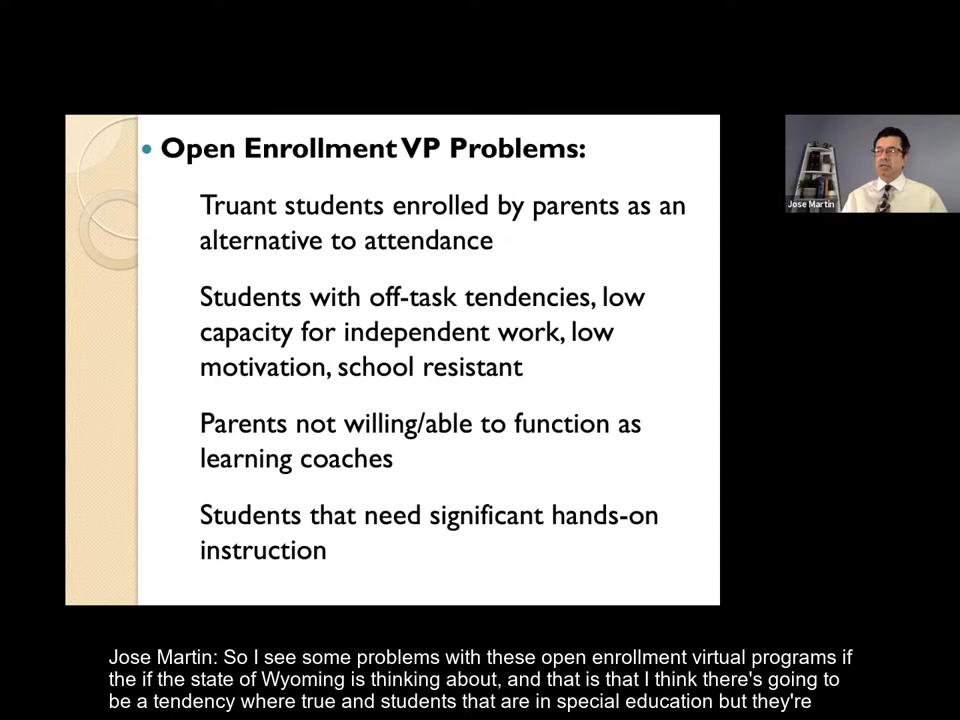 Open Enrollment VP Problems:
Truant students enrolled by parents as an
alternative to attendance
Students with off-task tendencies, low
capacity for independent work, low
motivation, school resistant
Parents not willing/able to function as
learning coaches
Students that need significant hands-on
instruction
Jose Martin
Jose Martin: So I see some problems with these open enrollment virtual programs if
the if the state of Wyoming is thinking about, and that is that I think there's going to
be a tendency where true and students that are in special education but they're